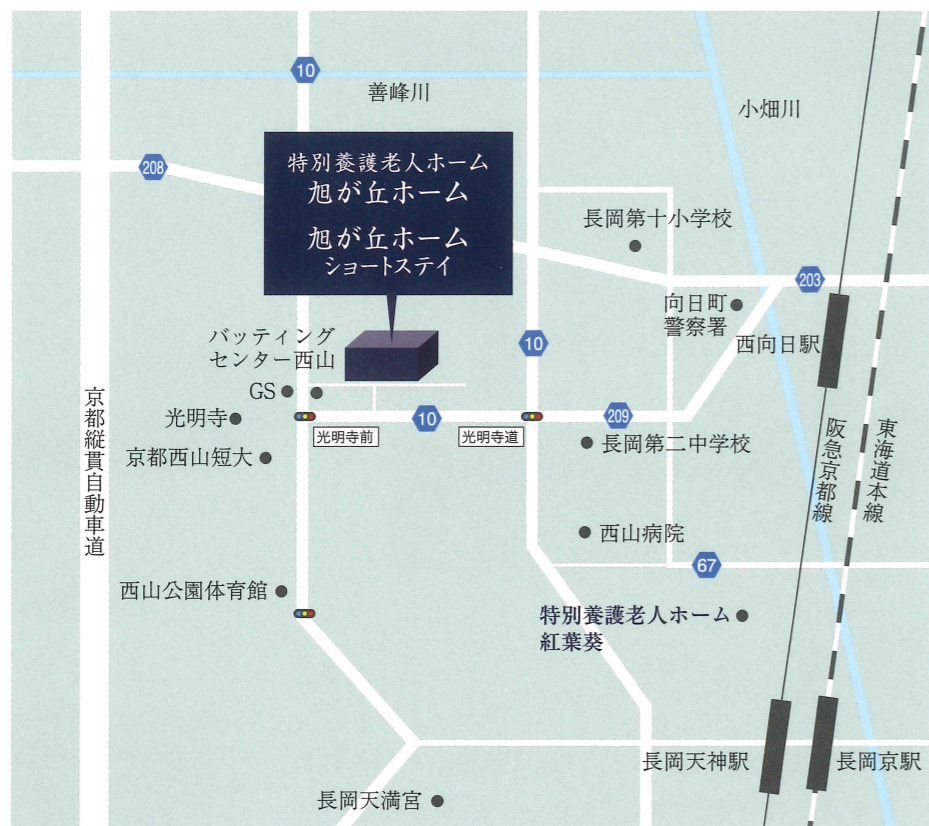 10
善峰川
小畑川
208
特別養護老人ホーム
旭が丘ホーム
旭が丘ホーム
ショートステイ
長岡第十小学校
203
向日町
警察署
西向日駅
バッティング
センター西山
10
GS
光明寺
光明寺前
10
光明寺道
209
京都西山短大
長岡第二中学校
京都縦貫自動車道
阪急京都線
東海道本線
西山病院
67
西山公園体育館
特別養護老人ホーム
紅葉葵
長岡天神駅
長岡京駅
長岡天満宮